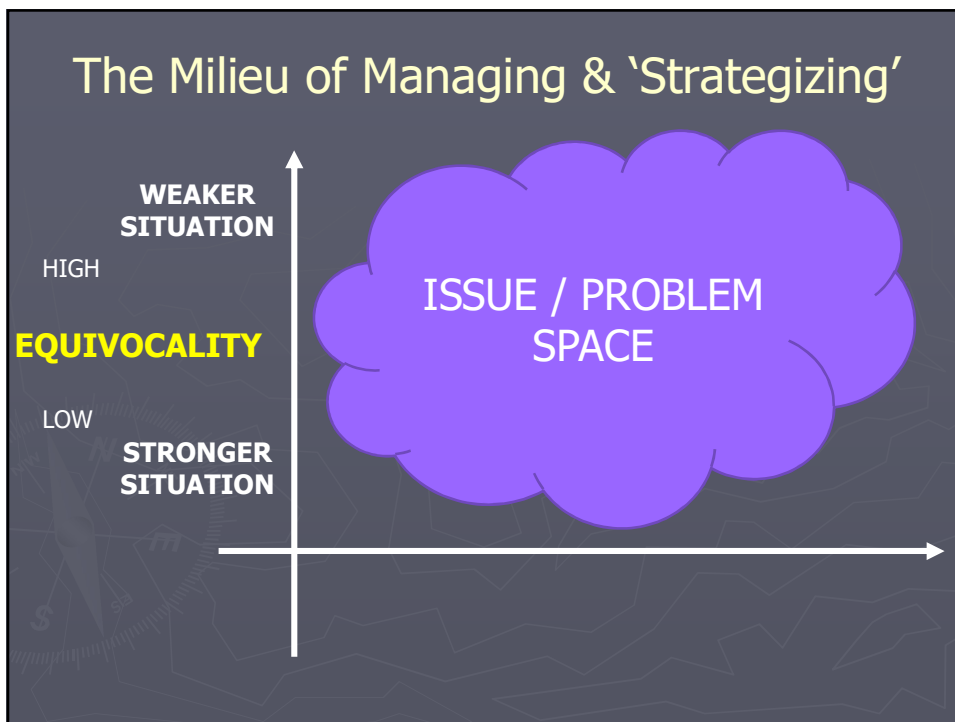 The Milieu of Managing & ‘Strategizing’
WEAKER
SITUATION
HIGH
EQUIVOCALITY
LOW
STRONGER
SITUATION
ISSUE / PROBLEM
SPACE
N
m
S